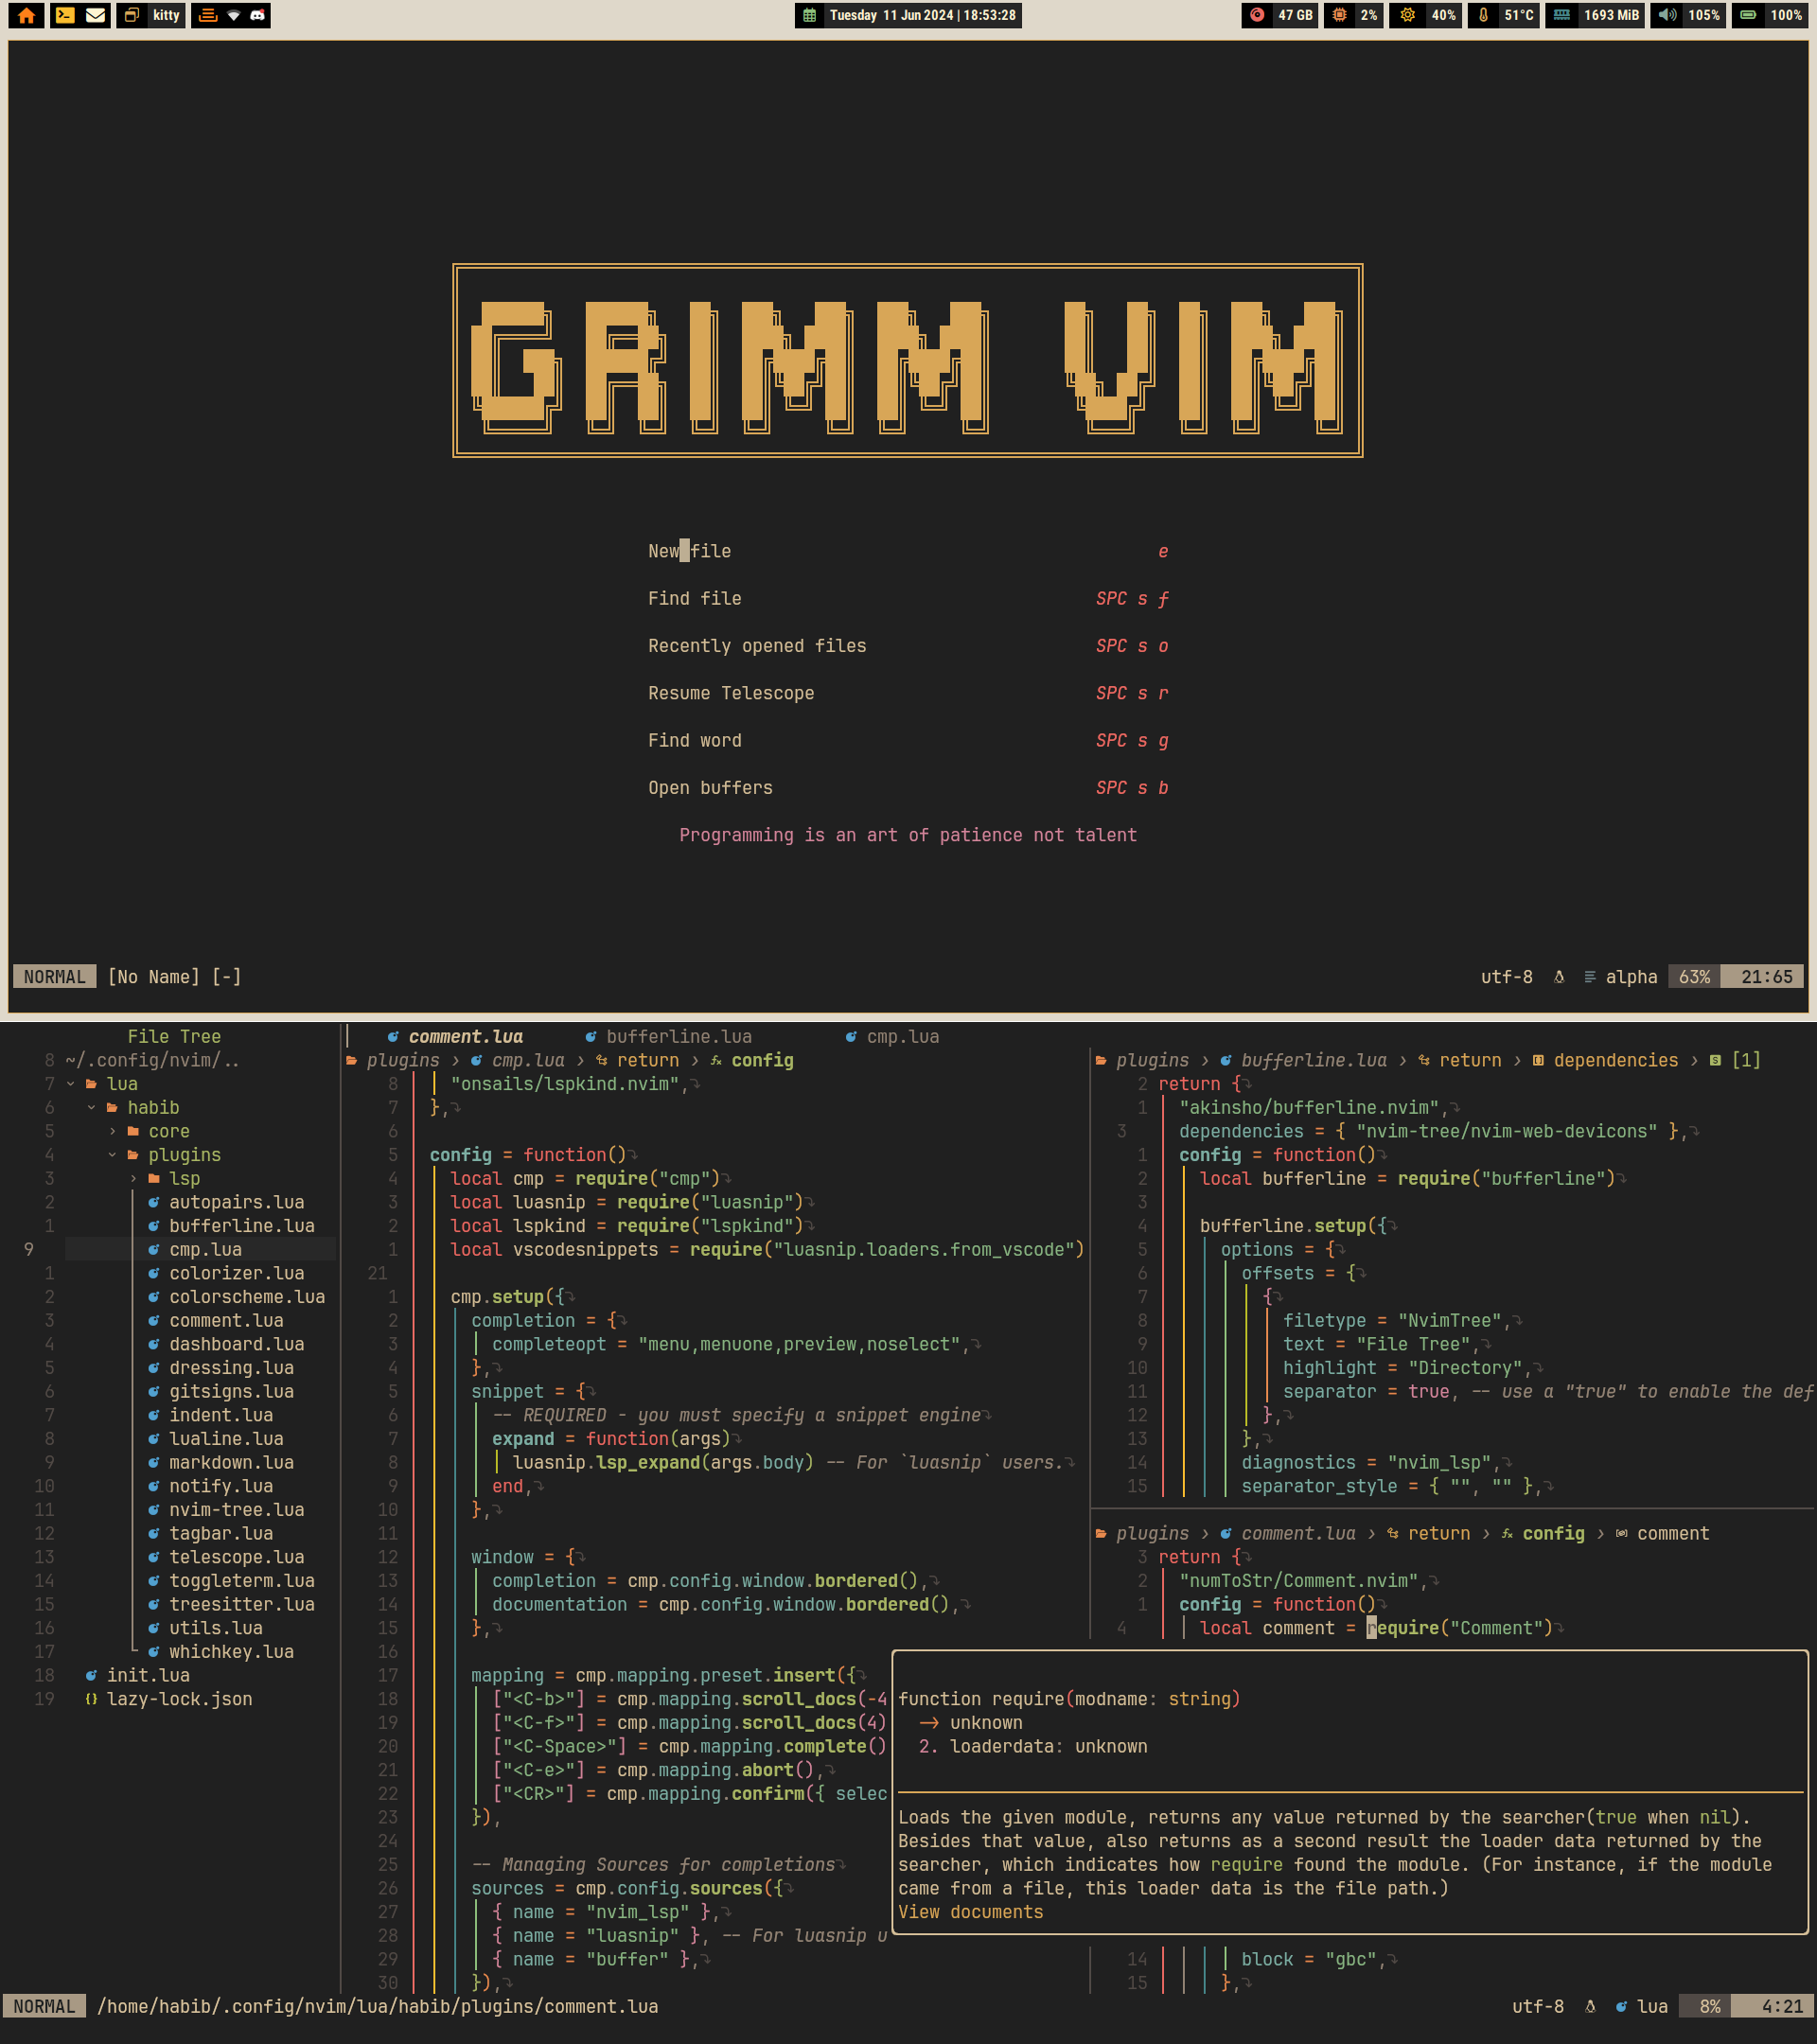 kitty
Tuesday 11 Jun 2024 | 18:53:28
47 GB 2% 40% 51°C 1693 MiB 105% 100%
GRIMM VIM
New file e
Find file SPC s f
Recently opened files SPC s o
Resume Telescope SPC s r
Find word SPC s g
Open buffers SPC s b
Programming is an art of patience not talent
NORMAL [No Name] [-] utf-8 alpha 63% 21:65
File Tree
8 ~/.config/nvim/..
7 lua
6 habib
5 core
4 plugins
3 lsp
2 autopairs.lua
1 bufferline.lua
9 cmp.lua
1 colorizer.lua
2 colorscheme.lua
3 comment.lua
4 dashboard.lua
5 dressing.lua
6 gitsigns.lua
7 indent.lua
8 lualine.lua
9 markdown.lua
10 notify.lua
11 nvim-tree.lua
12 tagbar.lua
13 telescope.lua
14 toggleterm.lua
15 treesitter.lua
16 utils.lua
17 whichkey.lua
18 init.lua
19 {} lazy-lock.json
comment.lua bufferline.lua cmp.lua
plugins › cmp.lua › return › config
8 "onsails/lspkind.nvim",
7 },
6
5 config = function()
4 local cmp = require("cmp")
3 local luasnip = require("luasnip")
2 local lspkind = require("lspkind")
1 local vscodesnippets = require("luasnip.loaders.from_vscode")
21
1 cmp.setup({
2 completion = {
3 completeopt = "menu,menuone,preview,noselect",
4 },
5 snippet = {
6 -- REQUIRED - you must specify a snippet engine
7 expand = function(args)
8 luasnip.lsp_expand(args.body) -- For `luasnip` users.
9 end,
10 },
11
12 window = {
13 completion = cmp.config.window.bordered(),
14 documentation = cmp.config.window.bordered(),
15 },
16
17 mapping = cmp.mapping.preset.insert({
18 ["<C-b>"] = cmp.mapping.scroll_docs(-4
19 ["<C-f>"] = cmp.mapping.scroll_docs(4)
20 ["<C-Space>"] = cmp.mapping.complete()
21 ["<C-e>"] = cmp.mapping.abort(),
22 ["<CR>"] = cmp.mapping.confirm({ selec
23 }),
24
25 -- Managing Sources for completions
26 sources = cmp.config.sources({
27 { name = "nvim_lsp" },
28 { name = "luasnip" }, -- For luasnip u
29 { name = "buffer" },
30 }),
plugins › bufferline.lua › return › dependencies › [1]
2 return {
1 "akinsho/bufferline.nvim",
3 dependencies = { "nvim-tree/nvim-web-devicons" },
1 config = function()
2 local bufferline = require("bufferline")
3
4 bufferline.setup({
5 options = {
6 offsets = {
7 {
8 filetype = "NvimTree",
9 text = "File Tree",
10 highlight = "Directory",
11 separator = true, -- use a "true" to enable the def
12 },
13 },
14 diagnostics = "nvim_lsp",
15 separator_style = { "", "" },
plugins › comment.lua › return › config › comment
3 return {
2 "numToStr/Comment.nvim",
1 config = function()
4 local comment = require("Comment")
function require(modname: string)
-> unknown
2. loaderdata: unknown
Loads the given module, returns any value returned by the searcher(true when nil).
Besides that value, also returns as a second result the loader data returned by the
searcher, which indicates how require found the module. (For instance, if the module
came from a file, this loader data is the file path.)
View documents
14 block = "gbc",
15 },
NORMAL /home/habib/.config/nvim/lua/habib/plugins/comment.lua utf-8 lua 8% 4:21